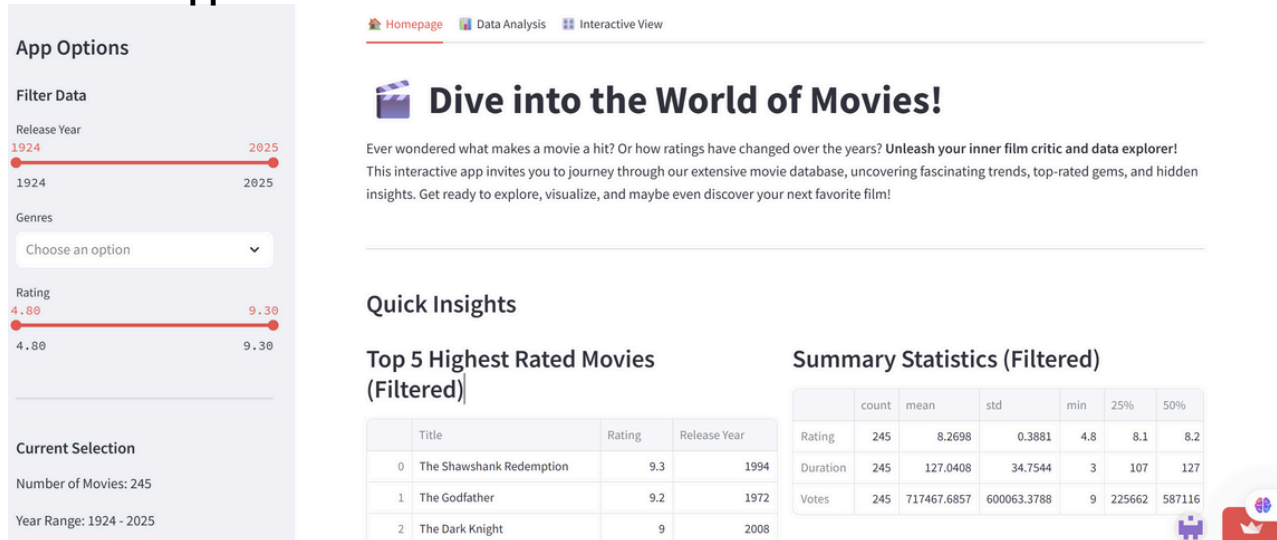 App Options
Filter Data
Release Year
1924 2025
1924 2025
Genres
Choose an option
Rating
4.80 9.30
4.80 9.30
Current Selection
Number of Movies: 245
Year Range: 1924 - 2025
Homepage Data Analysis Interactive View
Dive into the World of Movies!
Ever wondered what makes a movie a hit? Or how ratings have changed over the years? Unleash your inner film critic and data explorer!
This interactive app invites you to journey through our extensive movie database, uncovering fascinating trends, top-rated gems, and hidden
insights. Get ready to explore, visualize, and maybe even discover your next favorite film!
Quick Insights
Top 5 Highest Rated Movies
(Filtered)
Title Rating Release Year
0 The Shawshank Redemption 9.3 1994
1 The Godfather 9.2 1972
2 The Dark Knight 9 2008
Summary Statistics (Filtered)
count mean std min 25% 50%
Rating 245 8.2698 0.3881 4.8 8.1 8.2
Duration 245 127.0408 34.7544 3 107 127
Votes 245 717467.6857 600063.3788 9 225662 587116